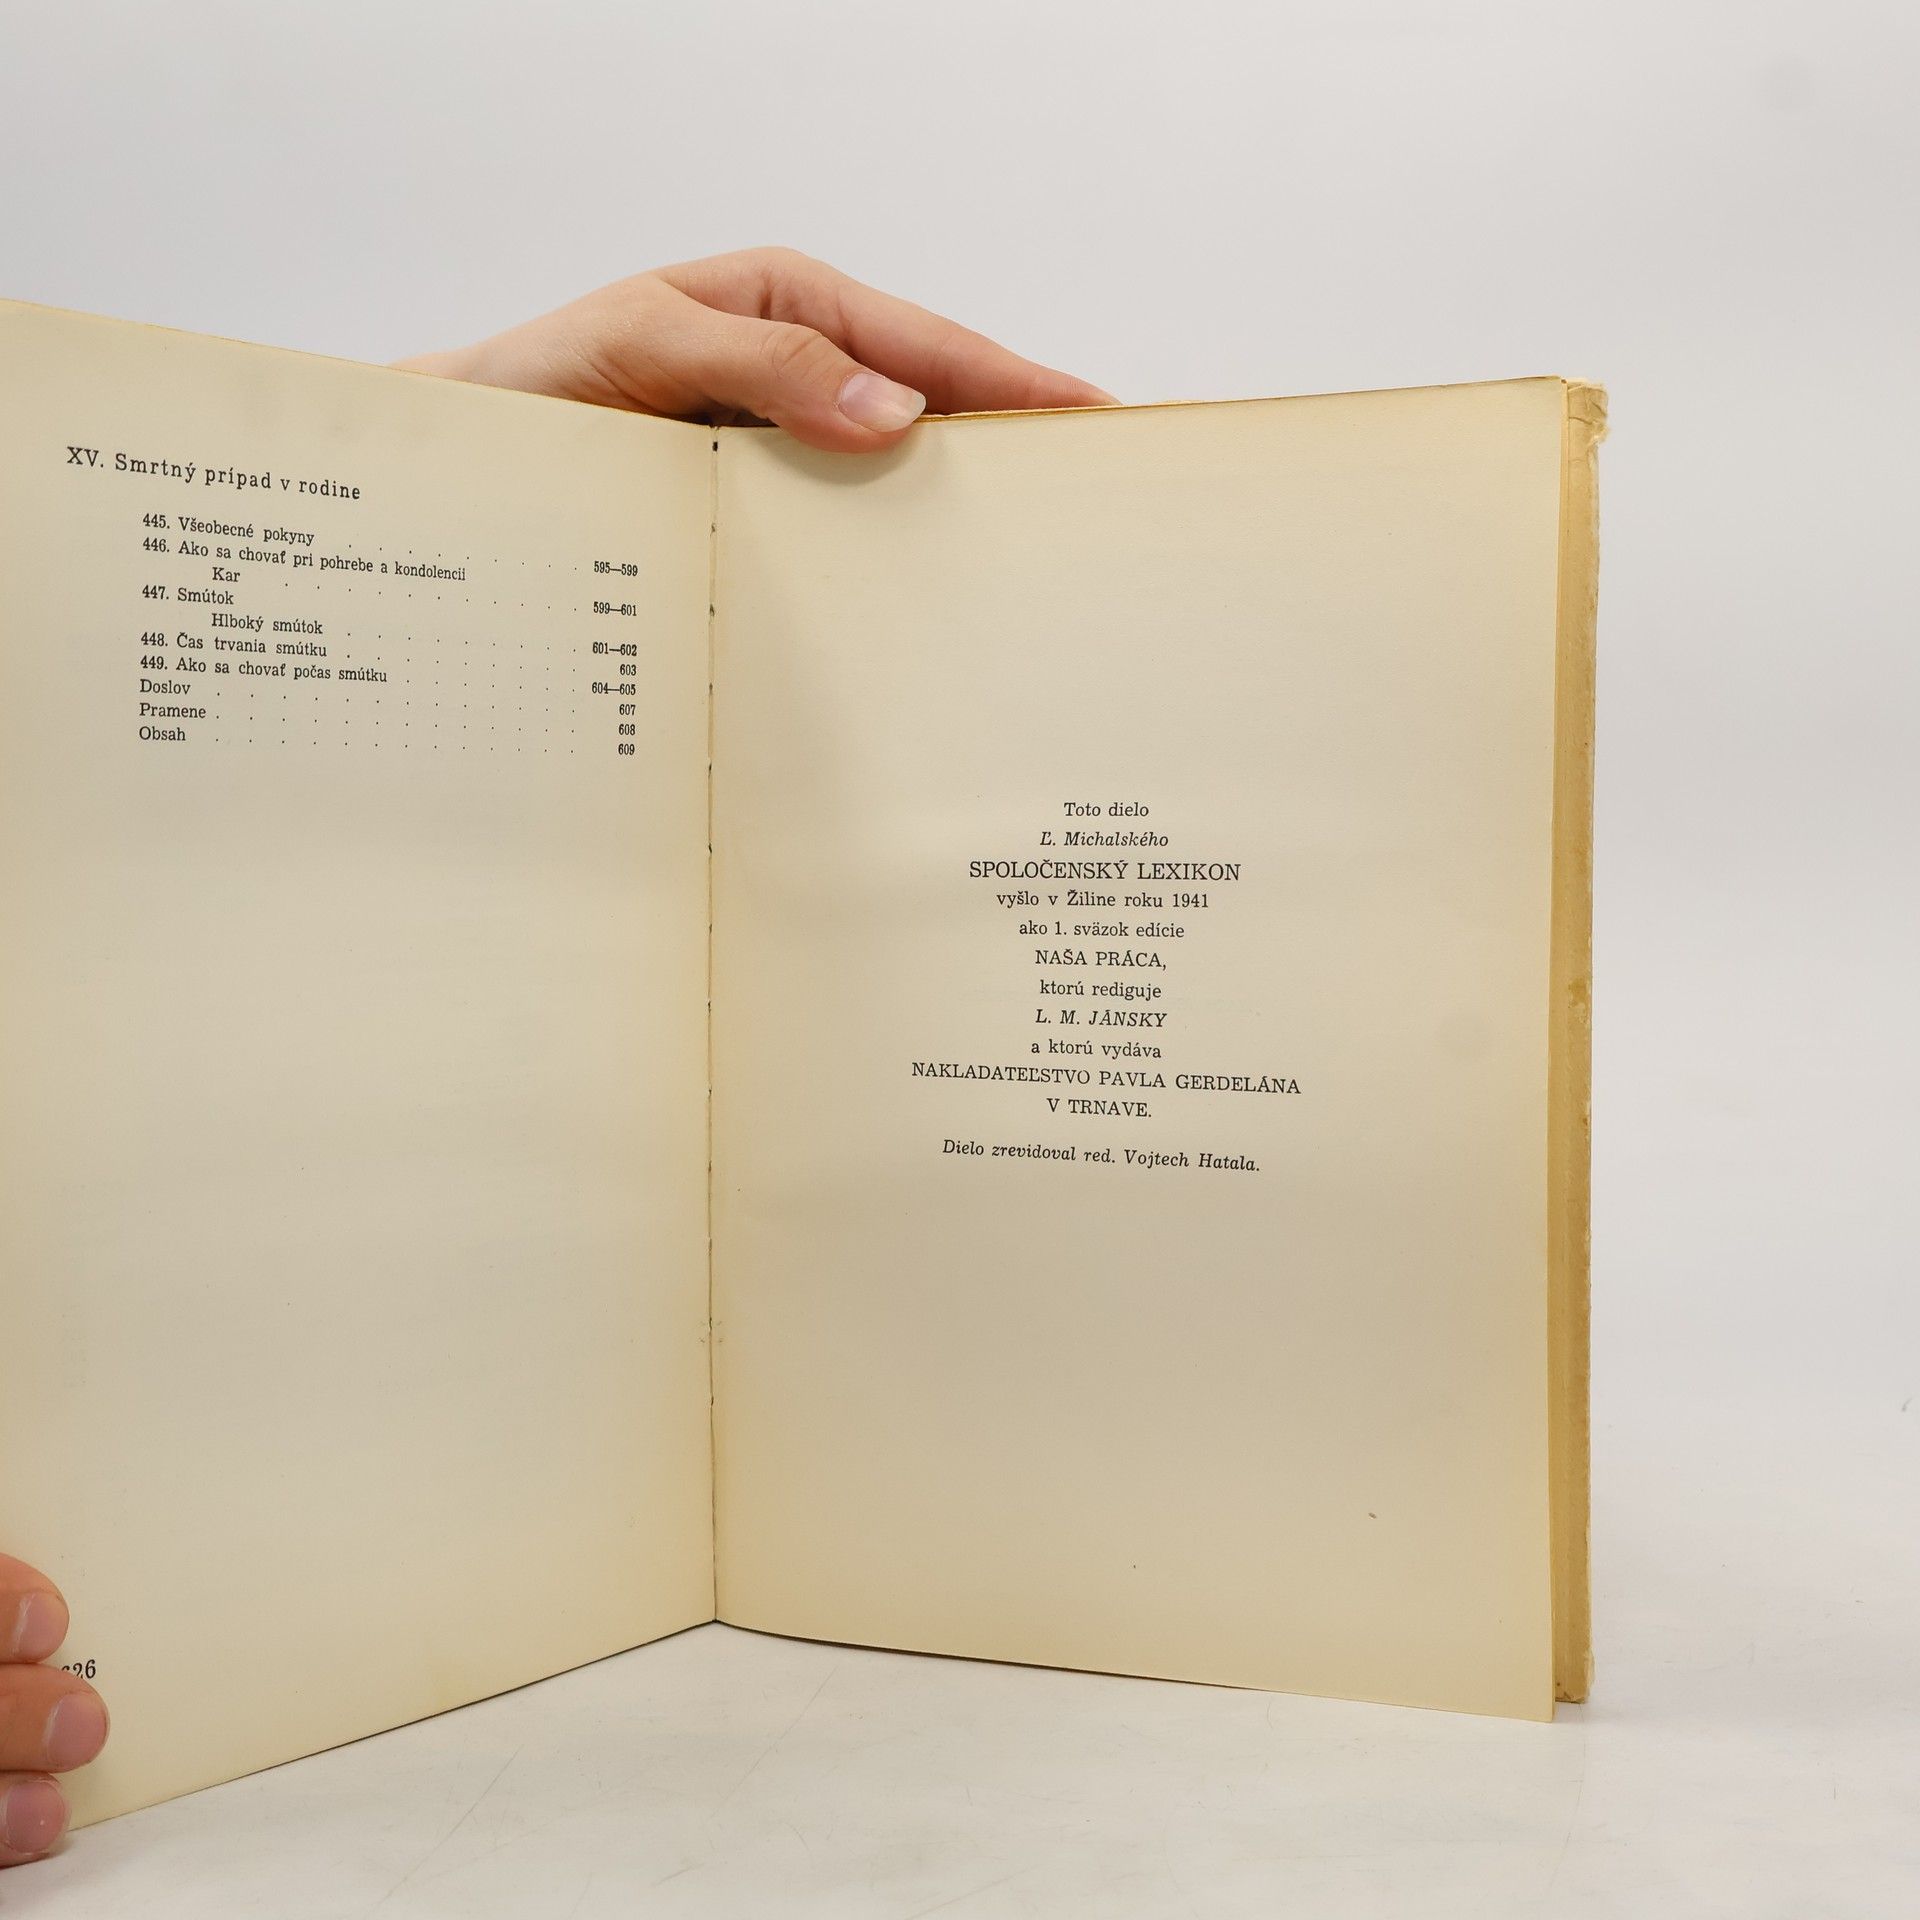 XV. Smrtný prípad v rodine
445. Všeobecné pokyny . . . . . . . . . 595—599
446. Ako sa chovať pri pohrebe a kondolencii
Kar . . . . . . . . . . 599—601
447. Smútok
Hlboký smútok . . . . . . . . 601—602
448. Čas trvania smútku . . . . . . . . 603
449. Ako sa chovať počas smútku . . . . . . 604—605
Doslov . . . . . . . . . . . . 607
Pramene . . . . . . . . . . . . 608
Obsah . . . . . . . . . . . . 609
Toto dielo
Ľ. Michalského
SPOLOČENSKÝ LEXIKON
vyšlo v Žiline roku 1941
ako 1. sväzok edície
NAŠA PRÁCA,
ktorú rediguje
L. M. JÁNSKY
a ktorú vydáva
NAKLADATEĽSTVO PAVLA GERDELÁNA
V TRNAVE.
Dielo zrevidoval red. Vojtech Hatala.